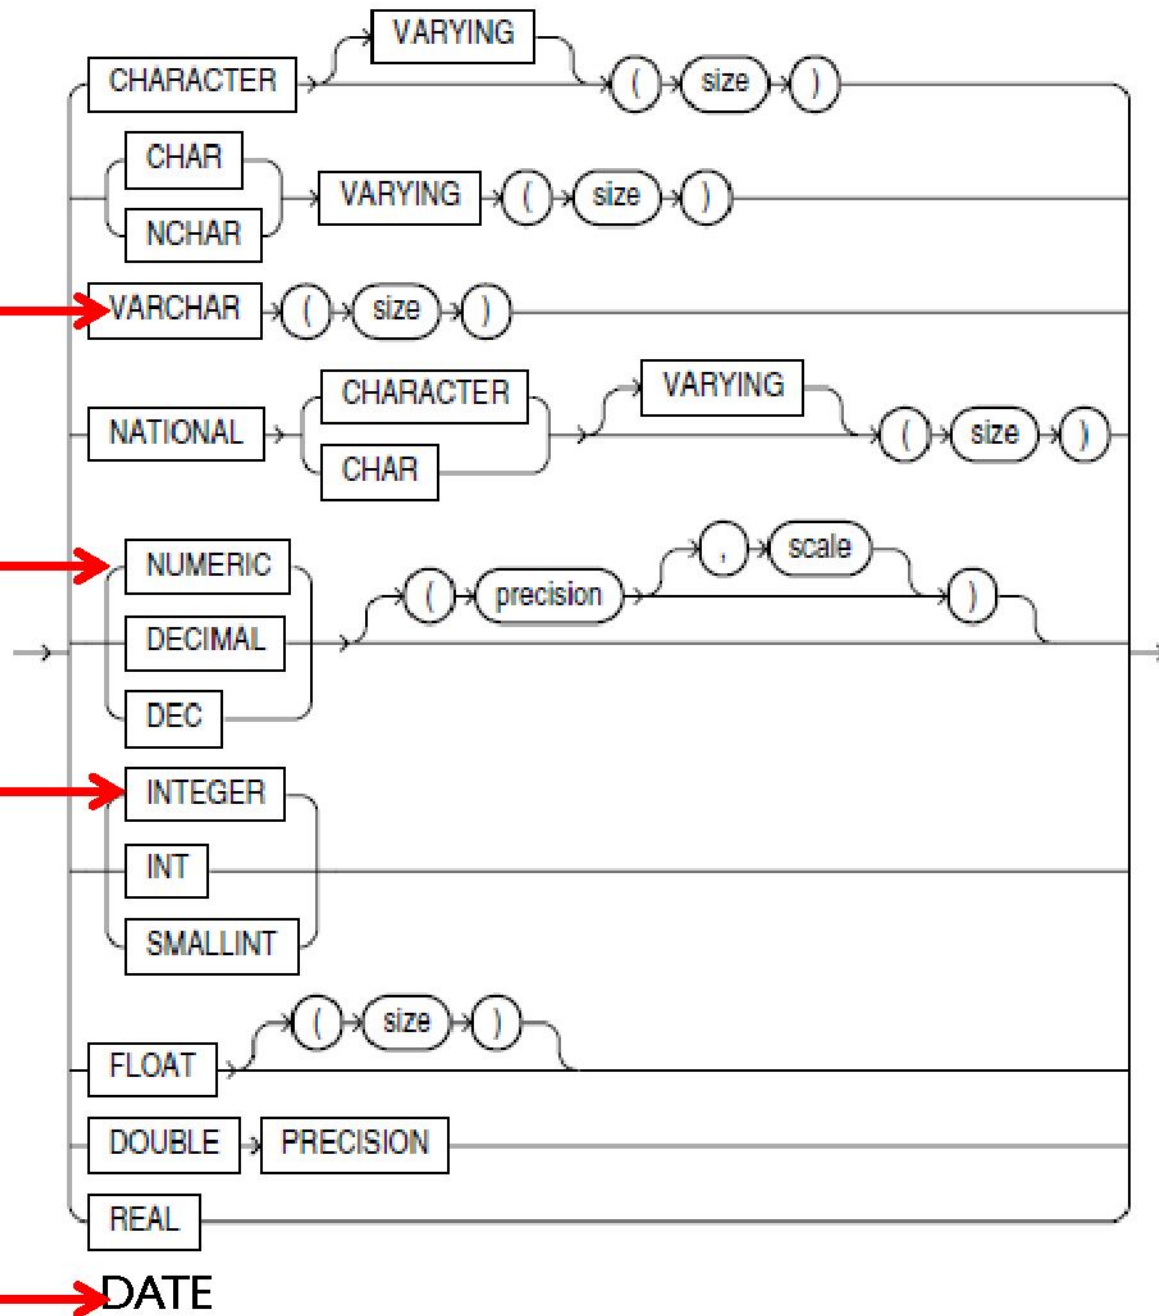 VARYING
CHARACTER ( size )
CHAR
VARYING ( size )
NCHAR
VARCHAR ( size )
CHARACTER VARYING
NATIONAL ( size )
CHAR
NUMERIC , scale
( precision )
DECIMAL
DEC
INTEGER
INT
SMALLINT
( size )
FLOAT
DOUBLE PRECISION
REAL
DATE